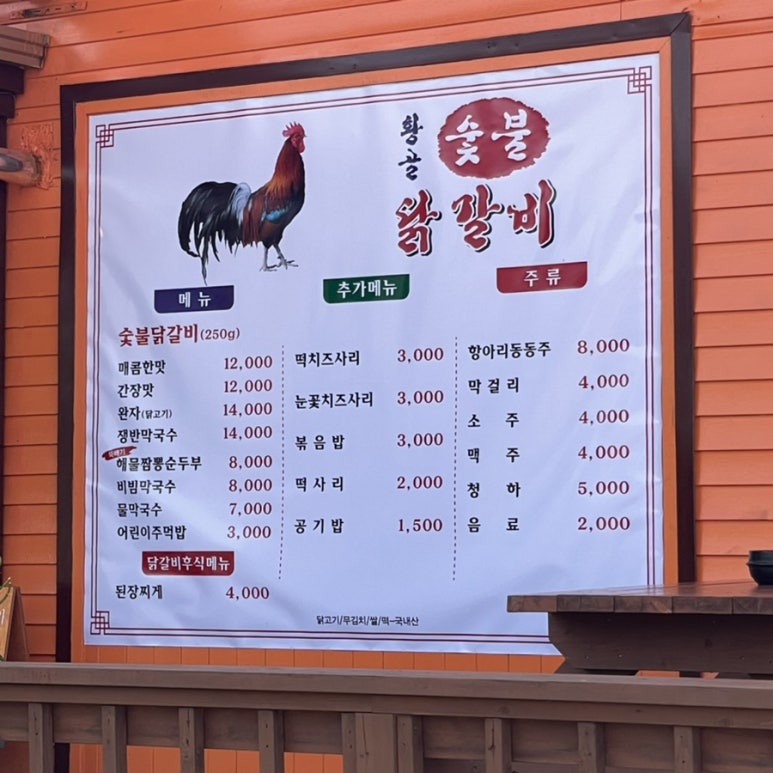 황골
숯불
닭갈비
메뉴
숯불닭갈비(250g)
매콤한맛 12,000
간장맛 12,000
완자(닭고기) 14,000
쟁반막국수 14,000
뚝배기
해물짬뽕순두부 8,000
비빔막국수 8,000
물막국수 7,000
어린이주먹밥 3,000
닭갈비후식메뉴
된장찌게 4,000
추가메뉴
떡치즈사리 3,000
눈꽃치즈사리 3,000
볶음밥 3,000
떡사리 2,000
공기밥 1,500
주류
항아리동동주 8,000
막걸리 4,000
소주 4,000
맥주 4,000
청하 5,000
음료 2,000
닭고기/무김치/쌀/떡-국내산